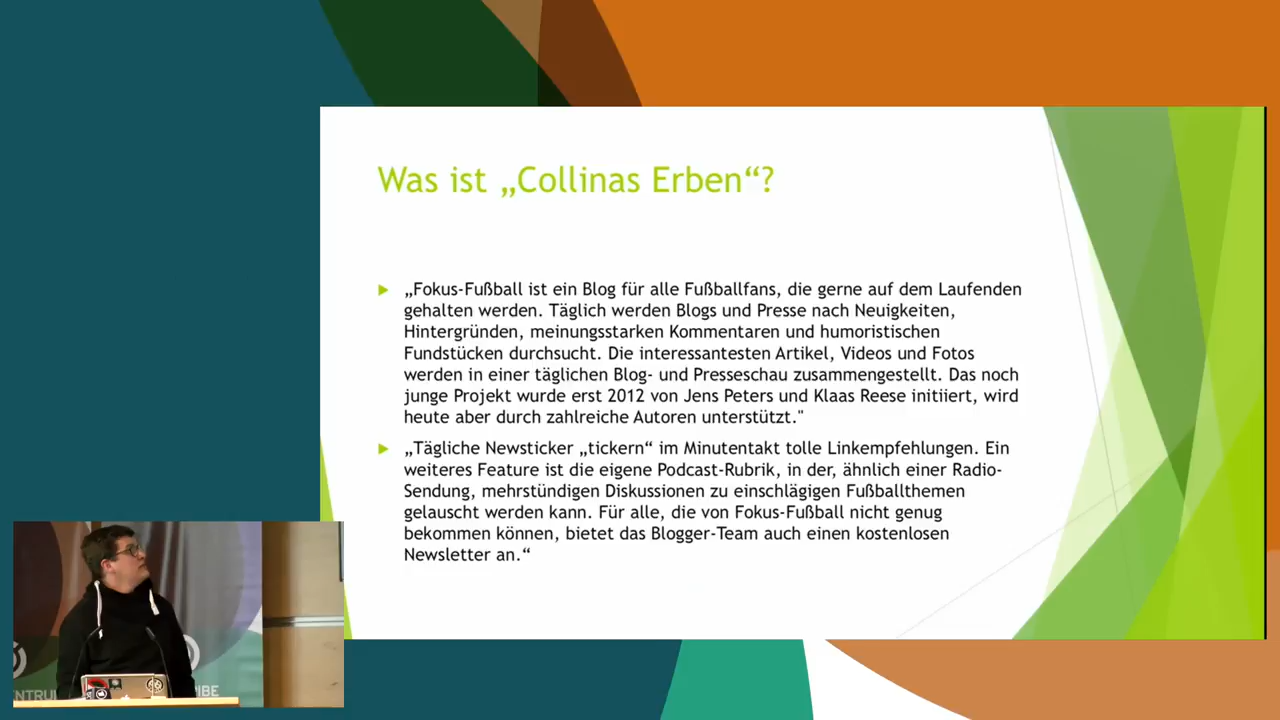 Was ist „Collinas Erben“?
„Fokus-Fußball ist ein Blog für alle Fußballfans, die gerne auf dem Laufenden
gehalten werden. Täglich werden Blogs und Presse nach Neuigkeiten,
Hintergründen, meinungsstarken Kommentaren und humoristischen
Fundstücken durchsucht. Die interessantesten Artikel, Videos und Fotos
werden in einer täglichen Blog- und Presseschau zusammengestellt. Das noch
junge Projekt wurde erst 2012 von Jens Peters und Klaas Reese initiiert, wird
heute aber durch zahlreiche Autoren unterstützt."
„Tägliche Newsticker „tickern“ im Minutentakt tolle Linkempfehlungen. Ein
weiteres Feature ist die eigene Podcast-Rubrik, in der, ähnlich einer Radio-
Sendung, mehrstündigen Diskussionen zu einschlägigen Fußballthemen
gelauscht werden kann. Für alle, die von Fokus-Fußball nicht genug
bekommen können, bietet das Blogger-Team auch einen kostenlosen
Newsletter an.“